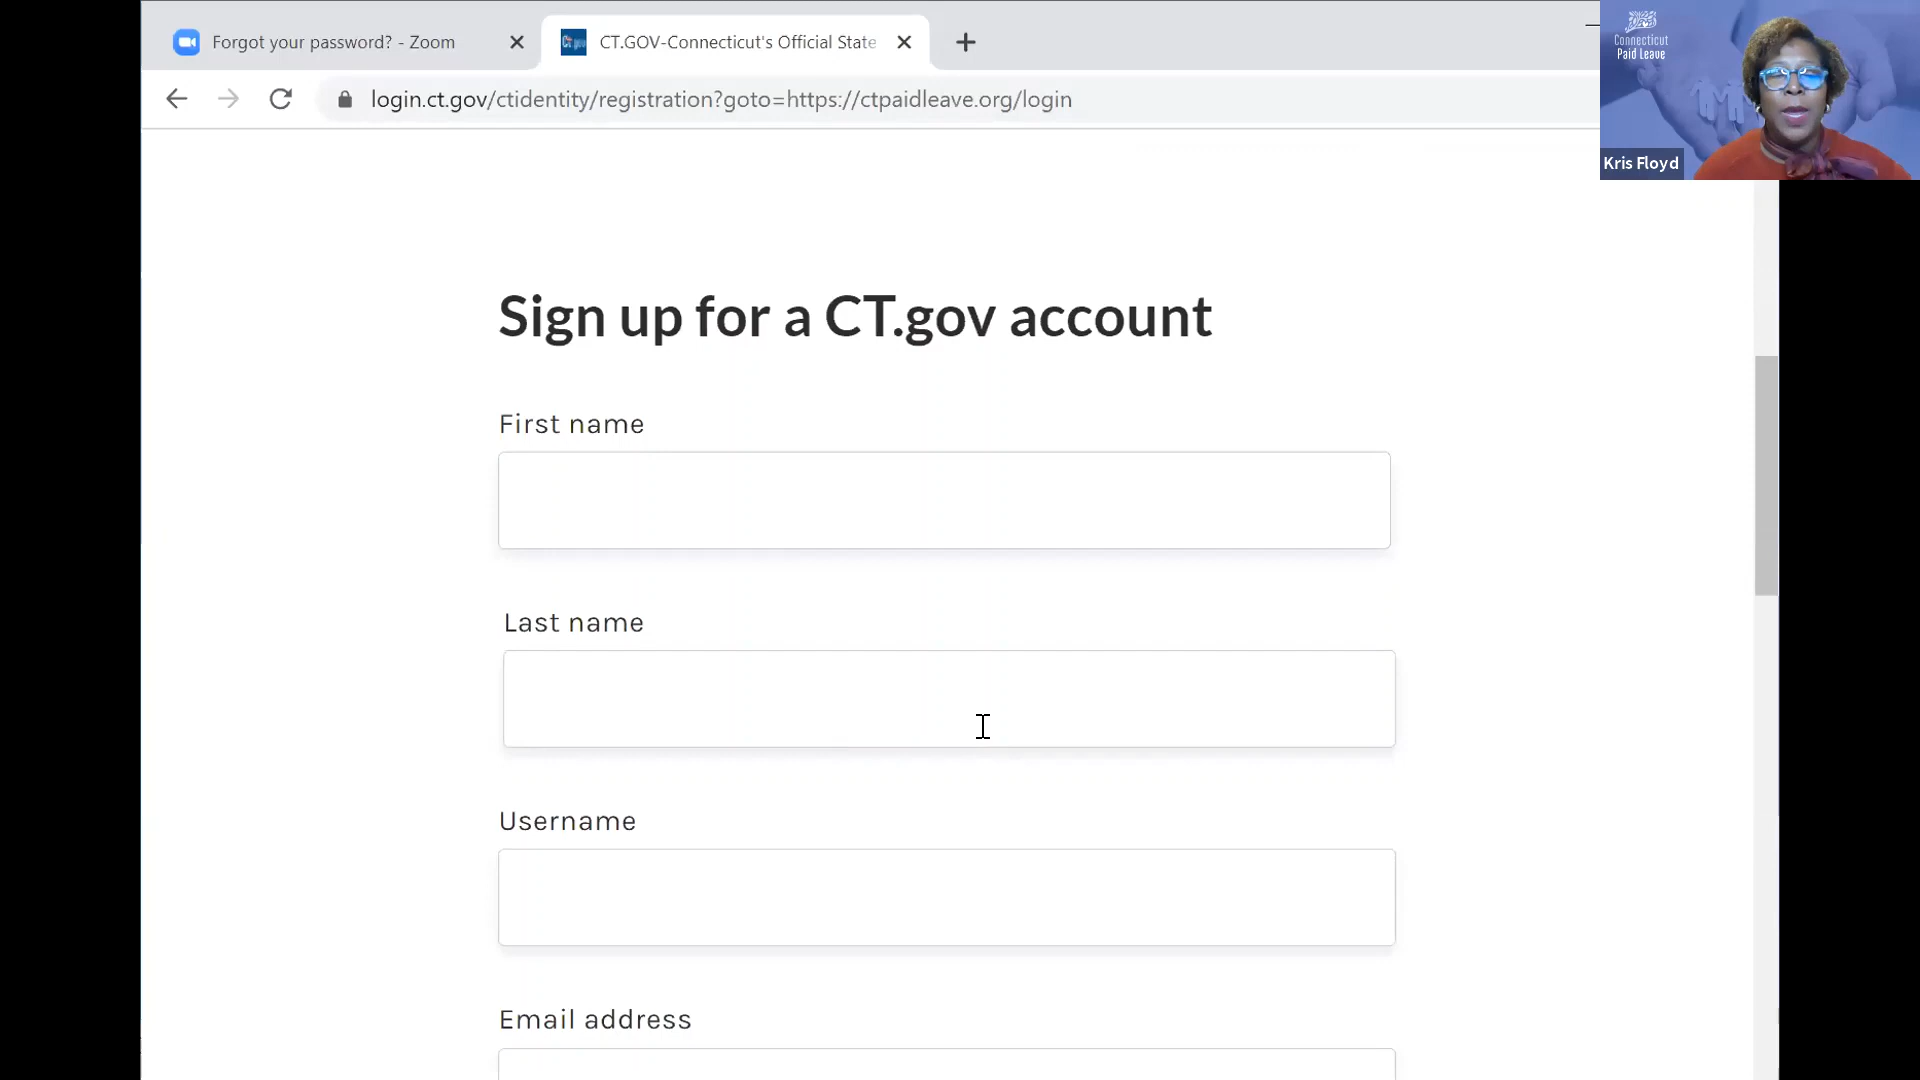 Forgot your password? - Zoom
CT.GOV-Connecticut's Official State
login.ct.gov/ctidentity/registration?goto=https://ctpaidleave.org/login
Connecticut
Paid Leave
Kris Floyd
Sign up for a CT.gov account
First name
Last name
Username
Email address